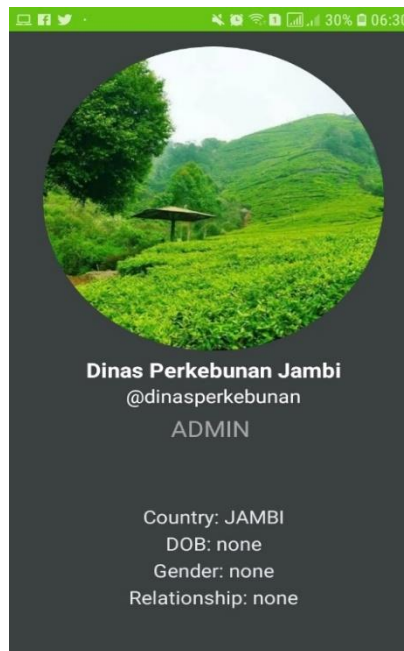 30% 06:30
Dinas Perkebunan Jambi
@dinasperkebunan
ADMIN
Country: JAMBI
DOB: none
Gender: none
Relationship: none